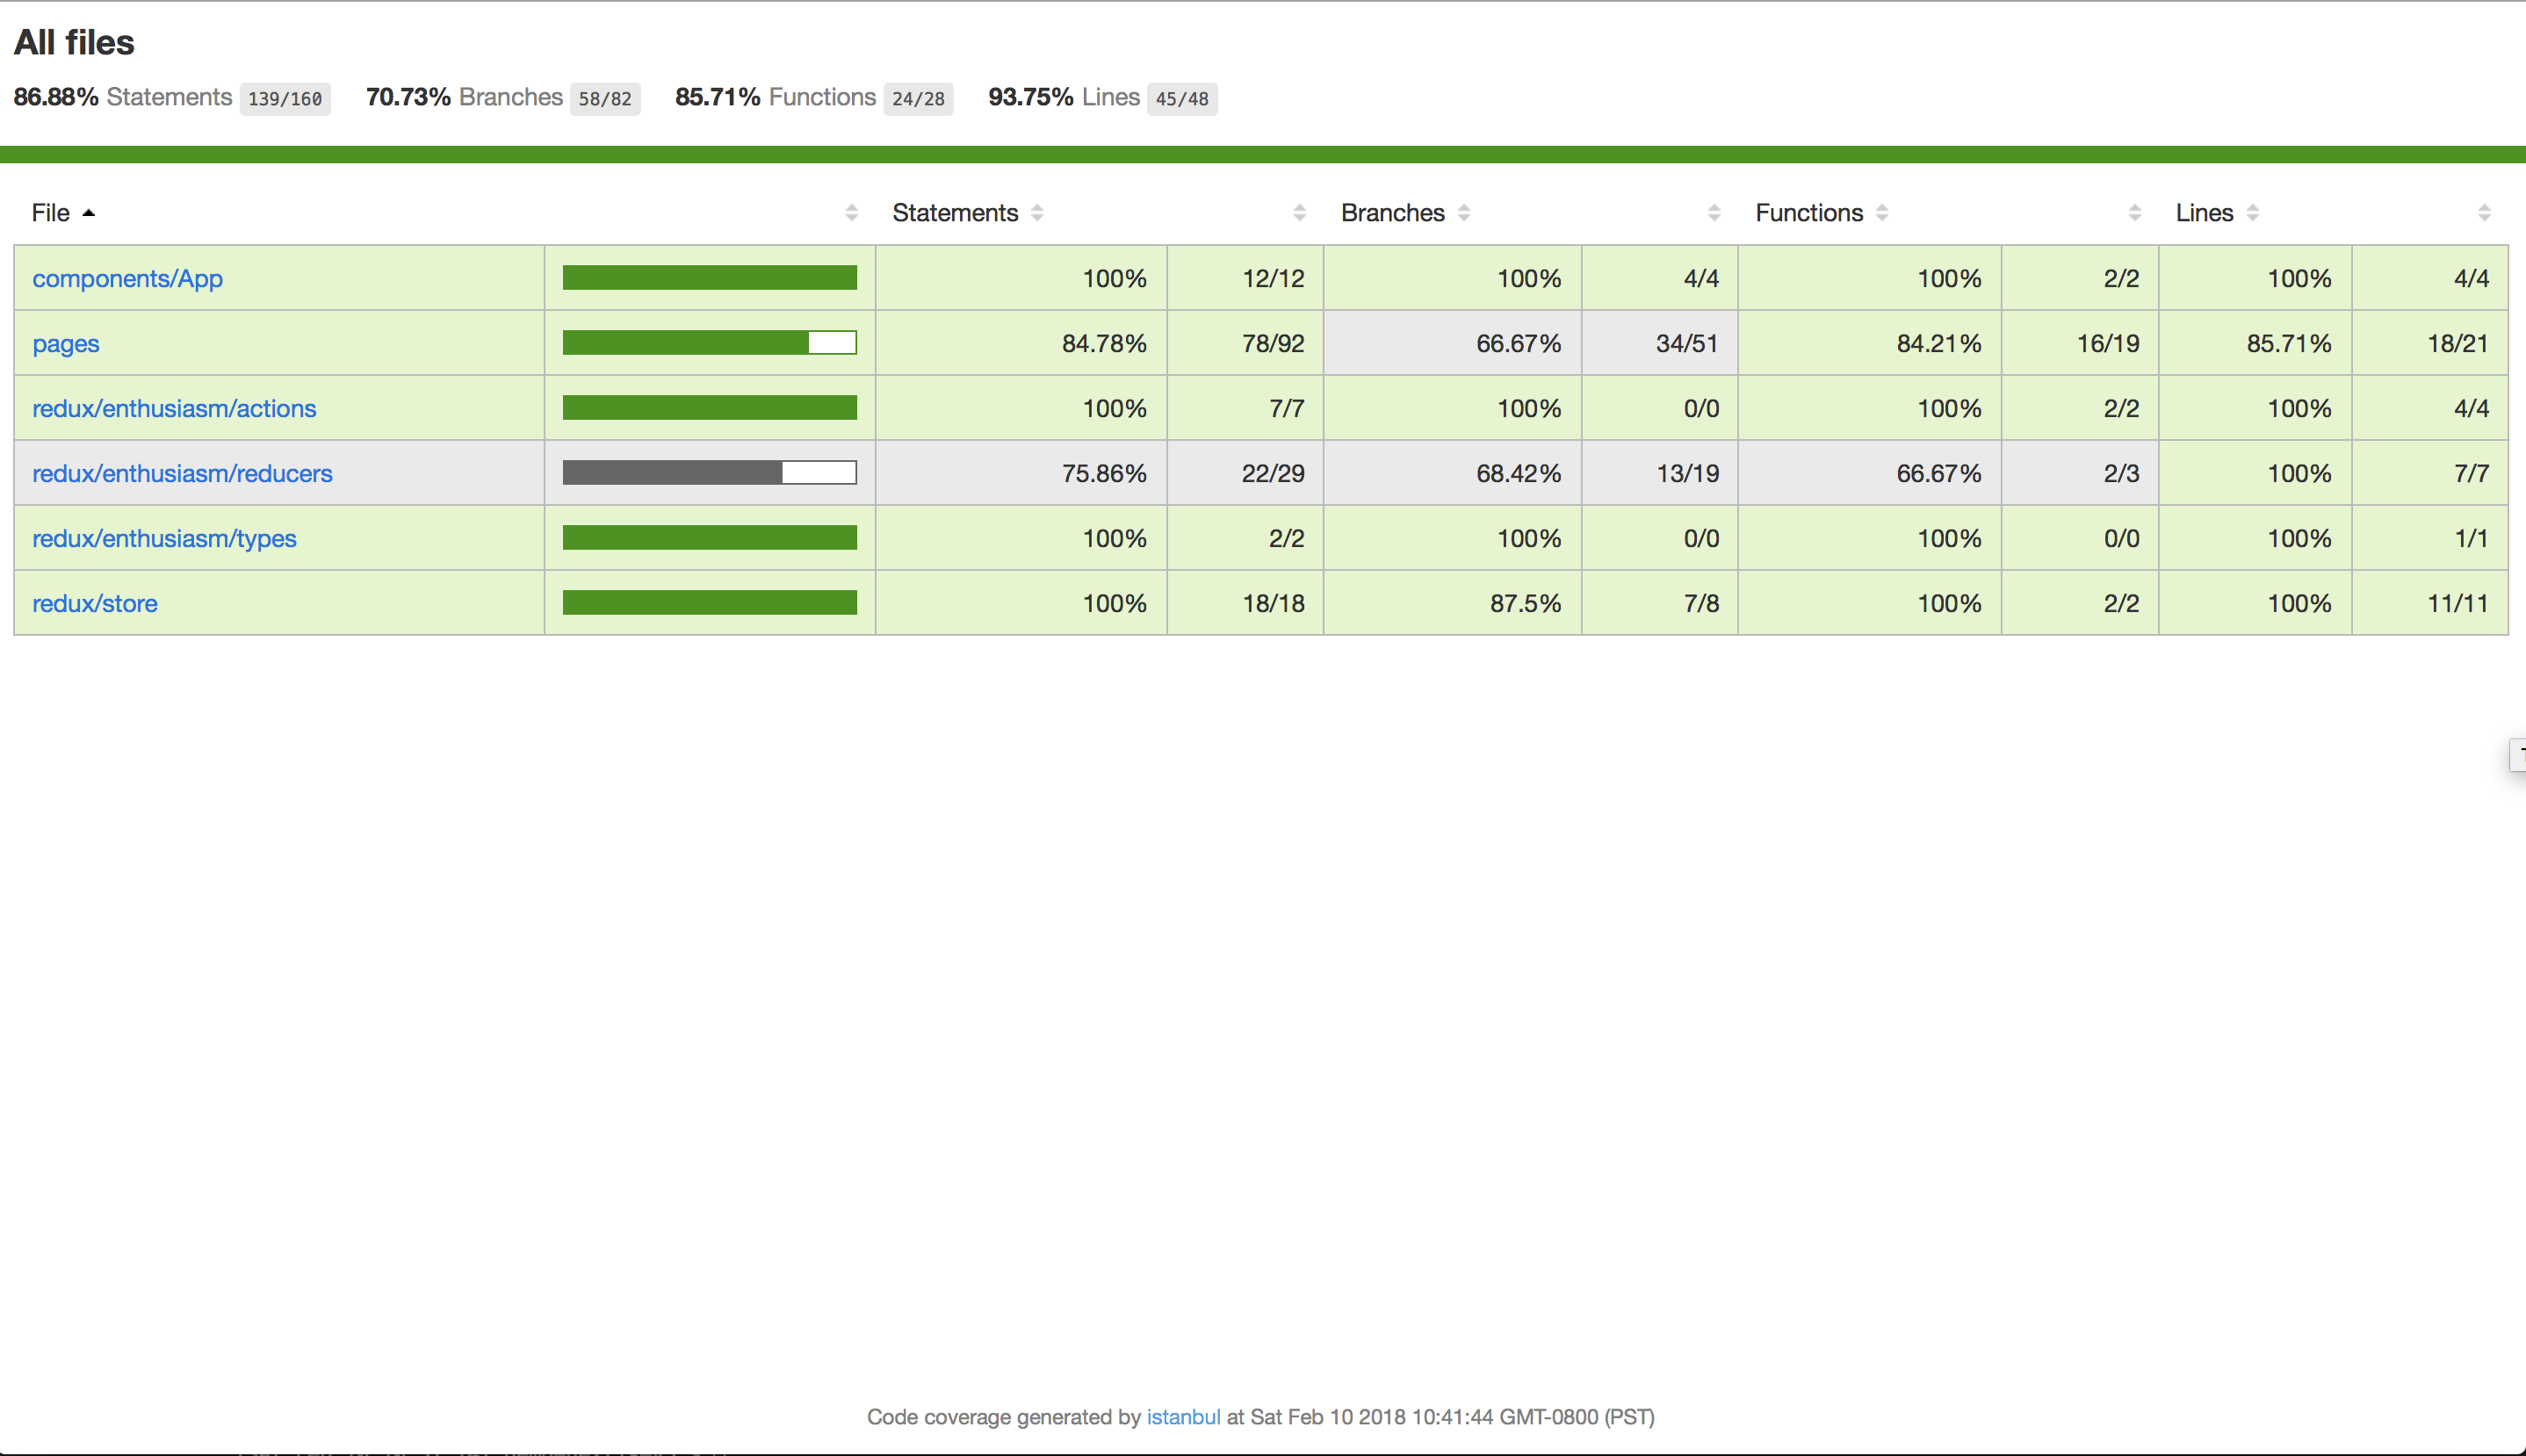 All files
86.88% Statements 139/160 70.73% Branches 58/82 85.71% Functions 24/28 93.75% Lines 45/48
File Statements Branches Functions Lines
components/App 100% 12/12 100% 4/4 100% 2/2 100% 4/4
pages 84.78% 78/92 66.67% 34/51 84.21% 16/19 85.71% 18/21
redux/enthusiasm/actions 100% 7/7 100% 0/0 100% 2/2 100% 4/4
redux/enthusiasm/reducers 75.86% 22/29 68.42% 13/19 66.67% 2/3 100% 7/7
redux/enthusiasm/types 100% 2/2 100% 0/0 100% 0/0 100% 1/1
redux/store 100% 18/18 87.5% 7/8 100% 2/2 100% 11/11
Code coverage generated by istanbul at Sat Feb 10 2018 10:41:44 GMT-0800 (PST)